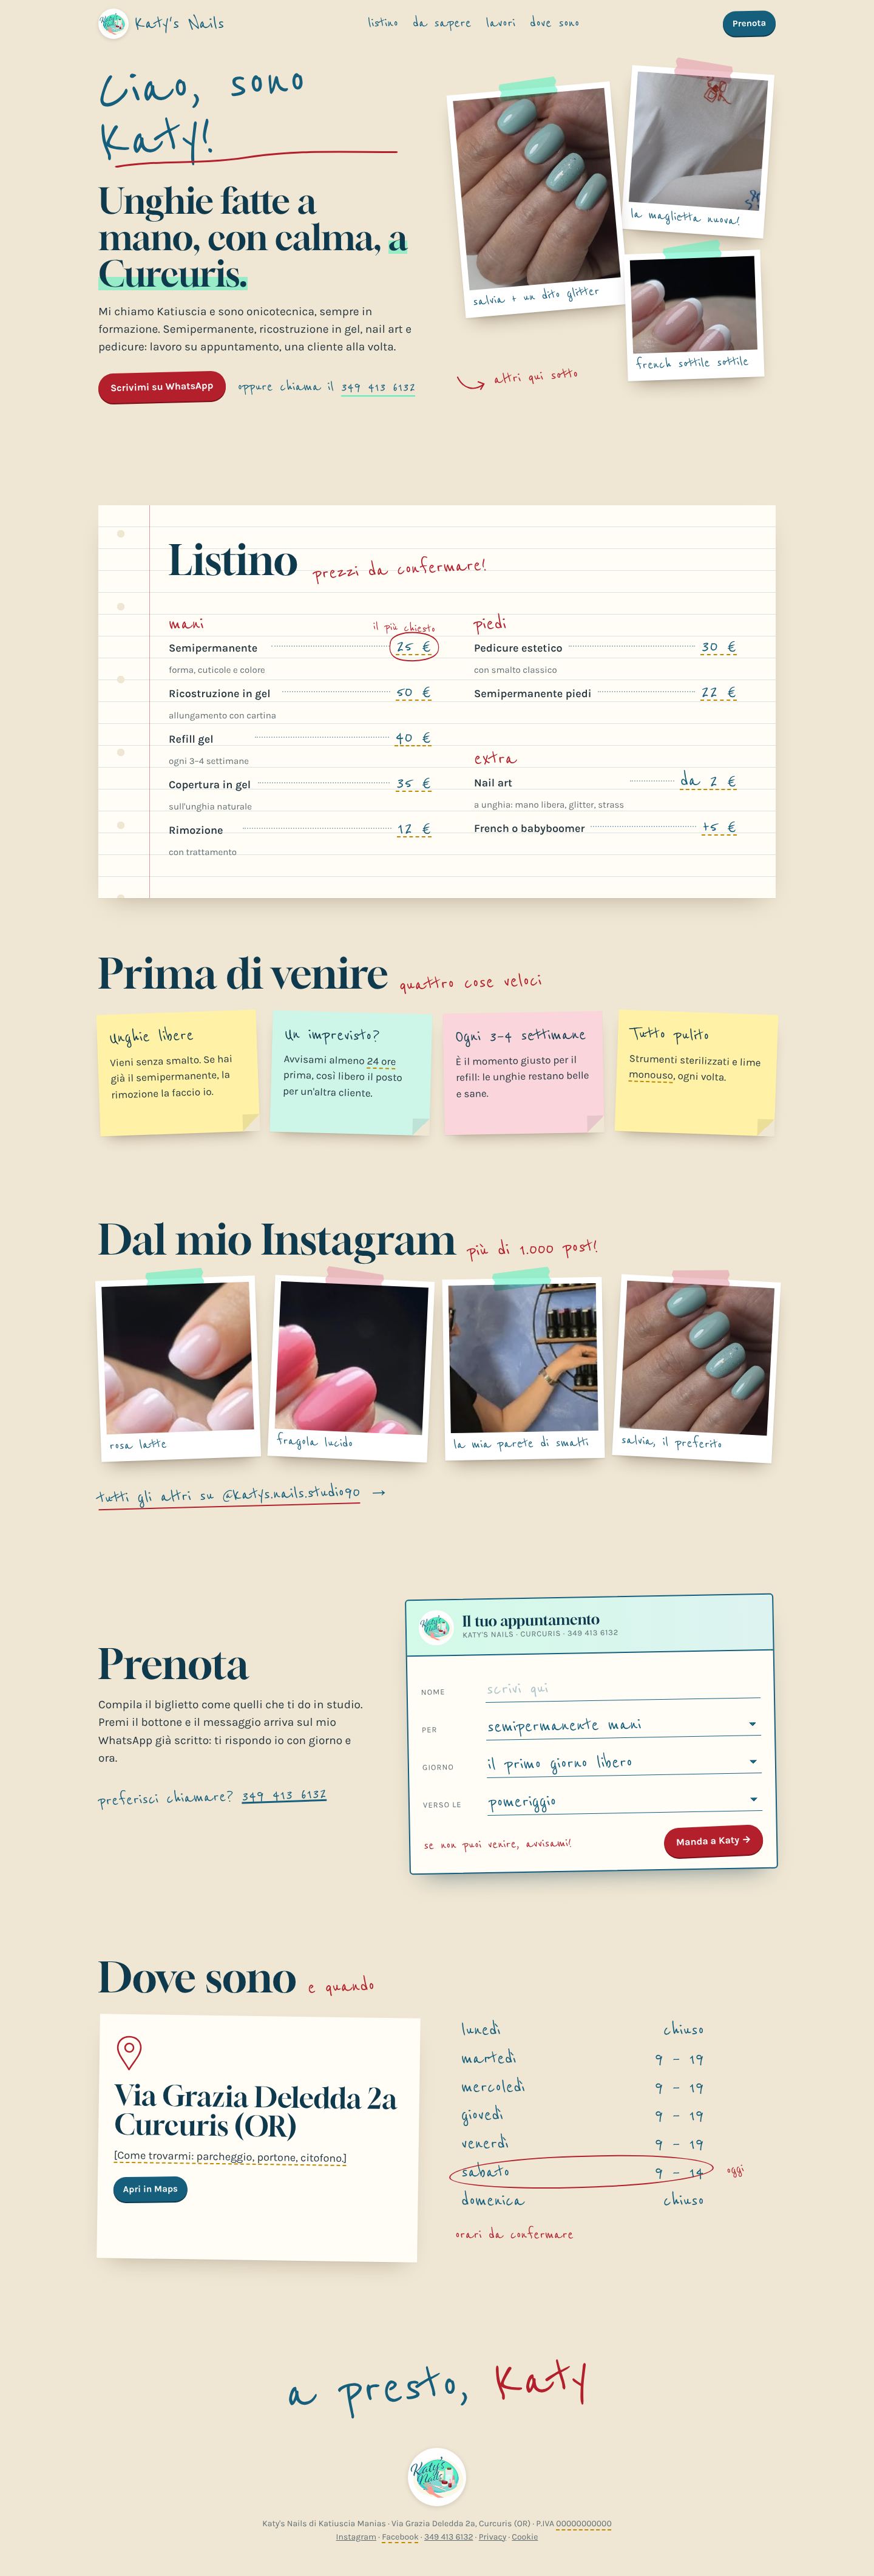 Katy's Nails
listino
da sapere
lavori
dove sono
Prenota
Ciao, sono
Katy!
Unghie fatte a
mano, con calma, a
Curcuris.
Mi chiamo Katiuscia e sono onicotecnica, sempre in
formazione. Semipermanente, ricostruzione in gel, nail art e
pedicure: lavoro su appuntamento, una cliente alla volta.
Scrivimi su WhatsApp
oppure chiama il 349 413 6132
salvia + un dito glitter
la maglietta nuova!
french sottile sottile
altri qui sotto
Listino
prezzi da confermare!
mani
il più chiesto
Semipermanente 25 €
forma, cuticole e colore
Ricostruzione in gel 50 €
allungamento con cartina
Refill gel 40 €
ogni 3–4 settimane
Copertura in gel 35 €
sull'unghia naturale
Rimozione 12 €
con trattamento
piedi
Pedicure estetico 30 €
con smalto classico
Semipermanente piedi 22 €
extra
Nail art da 2 €
a unghia: mano libera, glitter, strass
French o babyboomer +5 €
Prima di venire
quattro cose veloci
Unghie libere
Vieni senza smalto. Se hai
già il semipermanente, la
rimozione la faccio io.
Un imprevisto?
Avvisami almeno 24 ore
prima, così libero il posto
per un'altra cliente.
Ogni 3–4 settimane
È il momento giusto per il
refill: le unghie restano belle
e sane.
Tutto pulito
Strumenti sterilizzati e lime
monouso, ogni volta.
Dal mio Instagram
più di 1.000 post!
rosa latte
fragola lucido
la mia parete di smalti
salvia, il preferito
tutti gli altri su @katys.nails.studio90 →
Prenota
Compila il biglietto come quelli che ti do in studio.
Premi il bottone e il messaggio arriva sul mio
WhatsApp già scritto: ti rispondo io con giorno e
ora.
preferisci chiamare? 349 413 6132
Il tuo appuntamento
KATY'S NAILS · CURCURIS · 349 413 6132
NOME scrivi qui
PER semipermanente mani
GIORNO il primo giorno libero
VERSO LE pomeriggio
se non puoi venire, avvisami!
Manda a Katy →
Dove sono
e quando
Via Grazia Deledda 2a
Curcuris (OR)
[Come trovarmi: parcheggio, portone, citofono.]
Apri in Maps
lunedì chiuso
martedì 9 – 19
mercoledì 9 – 19
giovedì 9 – 19
venerdì 9 – 19
sabato 9 – 14 oggi
domenica chiuso
orari da confermare
a presto, Katy
Katy's Nails
Katy's Nails di Katiuscia Manias · Via Grazia Deledda 2a, Curcuris (OR) · P.IVA 00000000000
Instagram · Facebook · 349 413 6132 · Privacy · Cookie